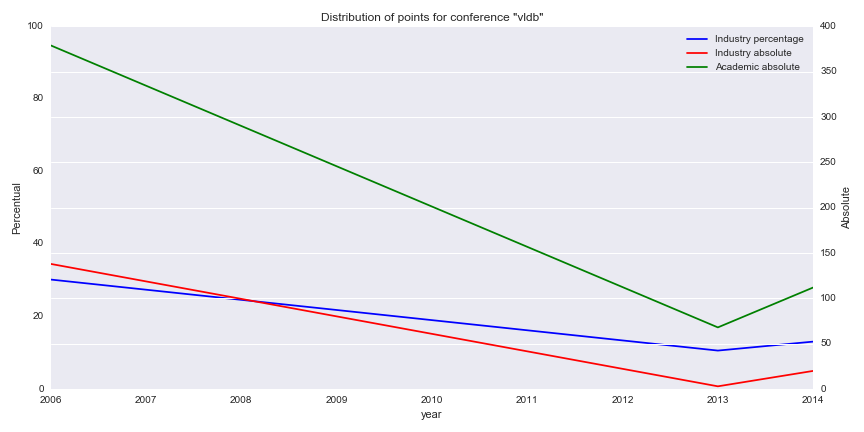 Distribution of points for conference "vldb"
100
80
60
40
20
0
Percentual
400
350
300
250
200
150
100
50
0
Absolute
Industry percentage
Industry absolute
Academic absolute
2006 2007 2008 2009 2010 2011 2012 2013 2014
year